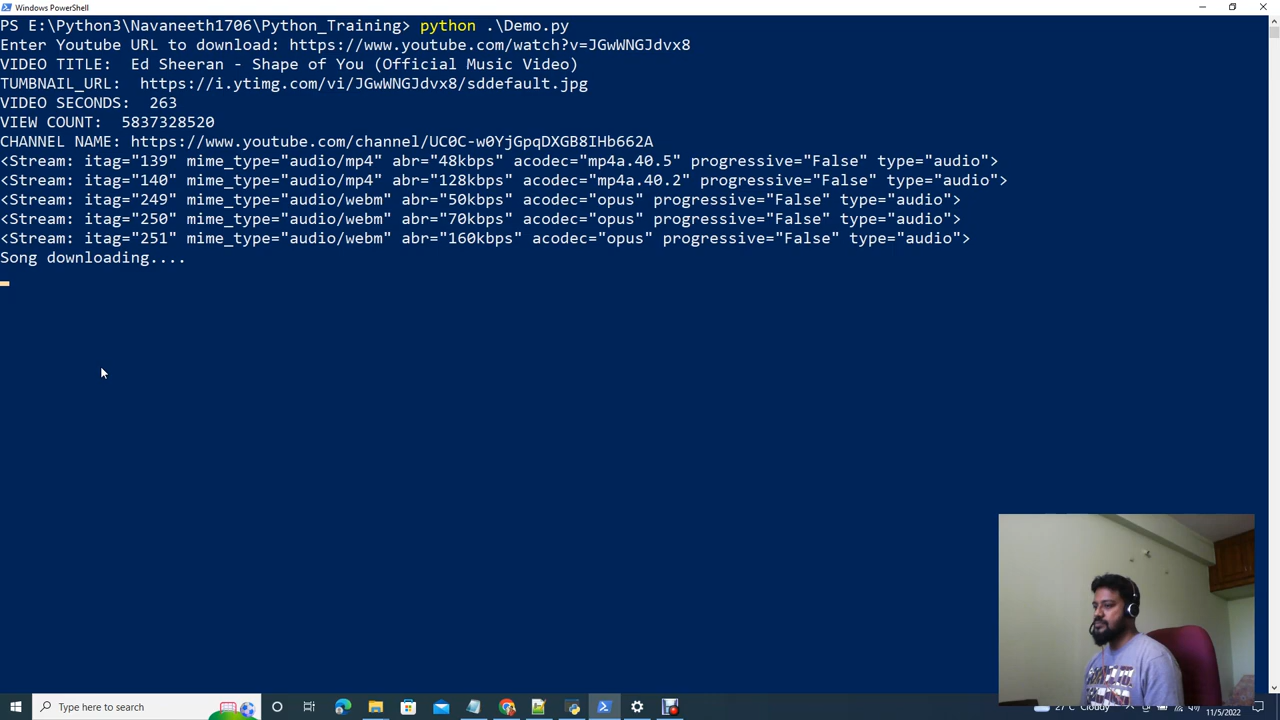 Windows PowerShell
PS E:\Python3\Navaneeth1706\Python_Training> python .\Demo.py
Enter Youtube URL to download: https://www.youtube.com/watch?v=JGwWNGJdvx8
VIDEO TITLE:  Ed Sheeran - Shape of You (Official Music Video)
TUMBNAIL_URL:  https://i.ytimg.com/vi/JGwWNGJdvx8/sddefault.jpg
VIDEO SECONDS:  263
VIEW COUNT:  5837328520
CHANNEL NAME: https://www.youtube.com/channel/UC0C-w0YjGpqDXGB8IHb662A
<Stream: itag="139" mime_type="audio/mp4" abr="48kbps" acodec="mp4a.40.5" progressive="False" type="audio">
<Stream: itag="140" mime_type="audio/mp4" abr="128kbps" acodec="mp4a.40.2" progressive="False" type="audio">
<Stream: itag="249" mime_type="audio/webm" abr="50kbps" acodec="opus" progressive="False" type="audio">
<Stream: itag="250" mime_type="audio/webm" abr="70kbps" acodec="opus" progressive="False" type="audio">
<Stream: itag="251" mime_type="audio/webm" abr="160kbps" acodec="opus" progressive="False" type="audio">
Song downloading....
Type here to search
27°C Cloudy
11/5/2022